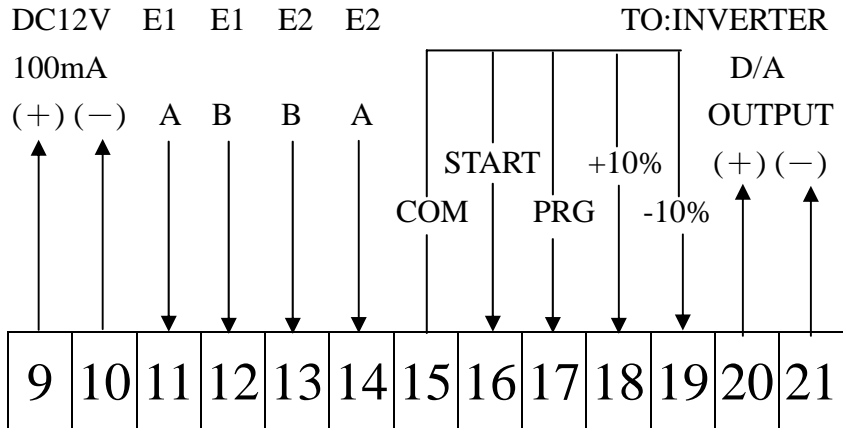 DC12V E1 E1 E2 E2 TO:INVERTER
100mA D/A
(+) (−) A B B A OUTPUT
START +10% (+) (−)
COM PRG -10%
9 10 11 12 13 14 15 16 17 18 19 20 21